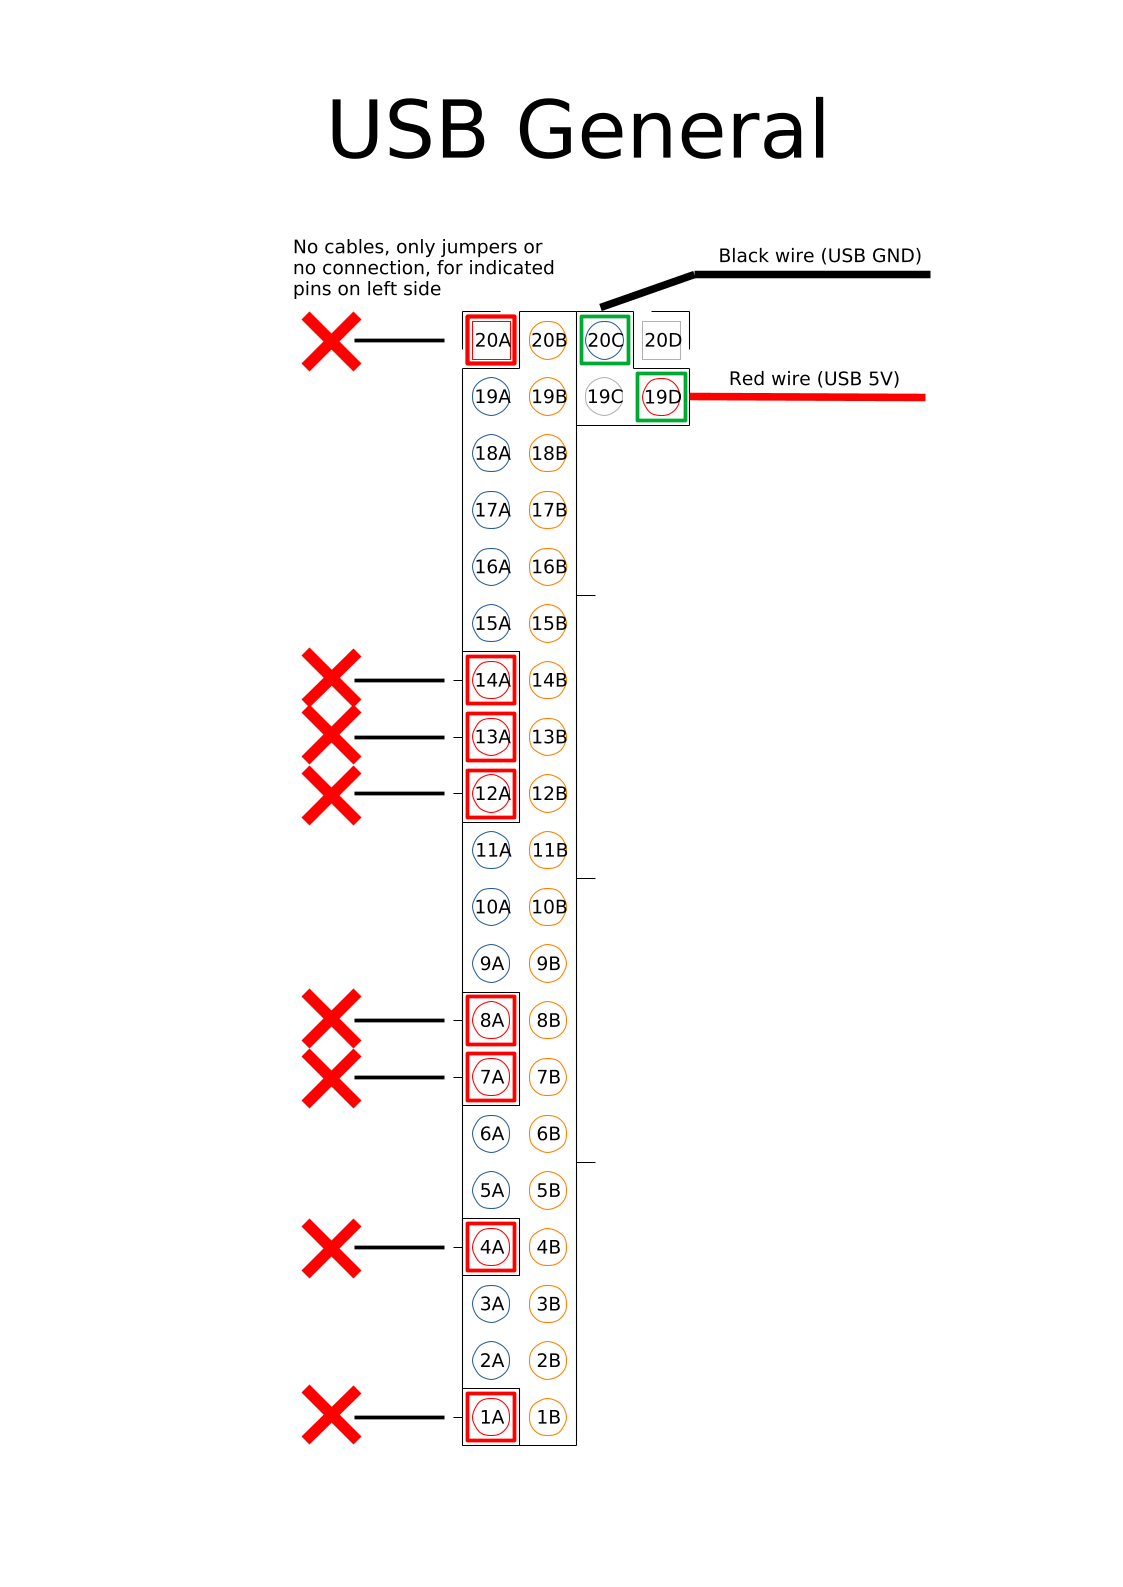 USB General
No cables, only jumpers or
no connection, for indicated
pins on left side
Black wire (USB GND)
20A 20B 20C 20D
Red wire (USB 5V)
19A 19B 19C 19D
18A 18B
17A 17B
16A 16B
15A 15B
14A 14B
13A 13B
12A 12B
11A 11B
10A 10B
9A 9B
8A 8B
7A 7B
6A 6B
5A 5B
4A 4B
3A 3B
2A 2B
1A 1B